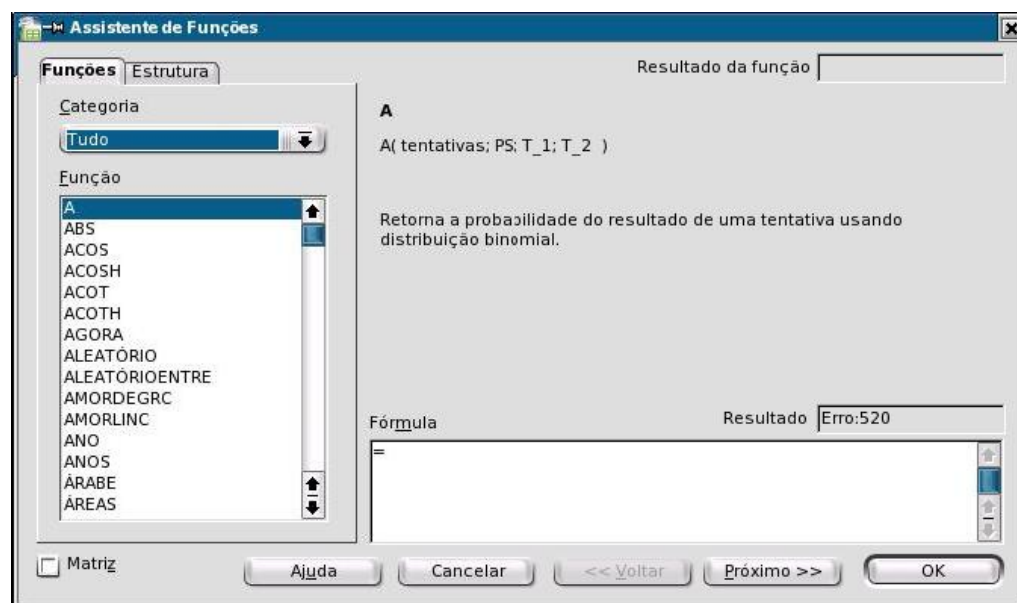 Assistente de Funções
Funções Estrutura
Categoria
Tudo
Função
A
ABS
ACOS
ACOSH
ACOT
ACOTH
AGORA
ALEATÓRIO
ALEATÓRIOENTRE
AMORDEGRC
AMORLINC
ANO
ANOS
ÁRABE
ÁREAS
Resultado da função
A
A( tentativas; PS; T_1; T_2 )
Retorna a probabilidade do resultado de uma tentativa usando
distribuição binomial.
Fórmula
Resultado Erro:520
=
Matriz
Ajuda
Cancelar
<< Voltar
Próximo >>
OK